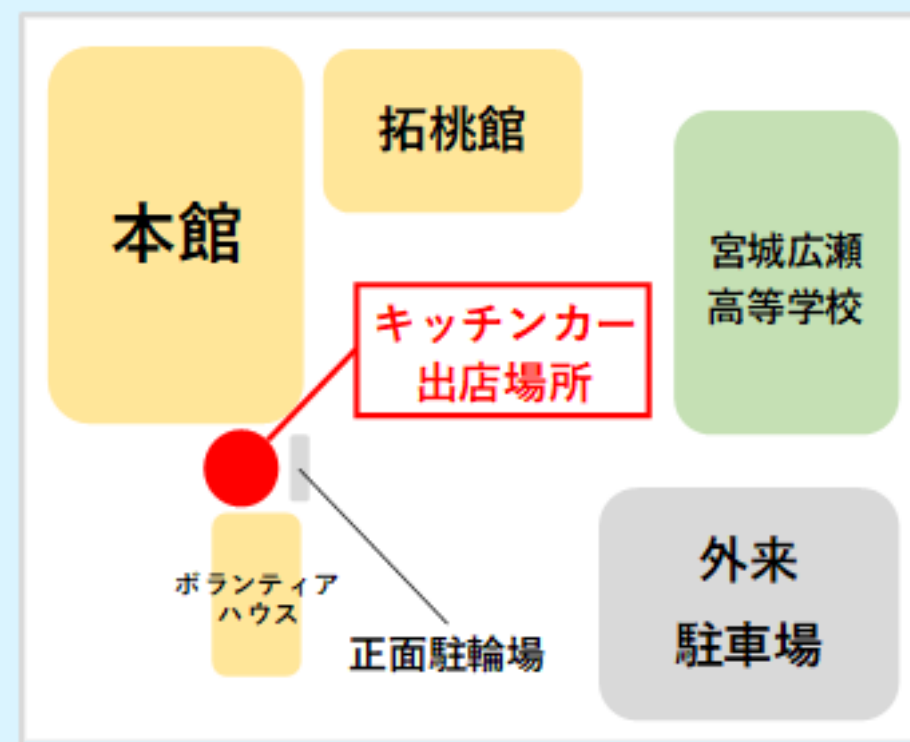 拓桃館
本館
宮城広瀬
高等学校
キッチンカー
出店場所
ボランティア
ハウス
正面駐輪場
外来
駐車場